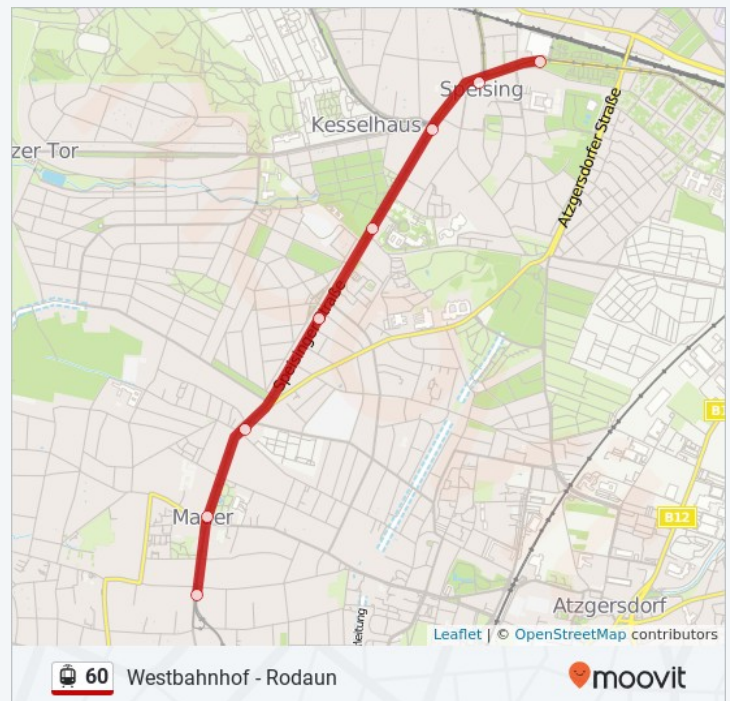 Speising
Kesselhaus
zer Tor
Atzgersdorfer Straße
Speisinger Straße
B1
B12
Mauer
Atzgersdorf
leitung
Leaflet | © OpenStreetMap contributors
60 Westbahnhof - Rodaun
moovit